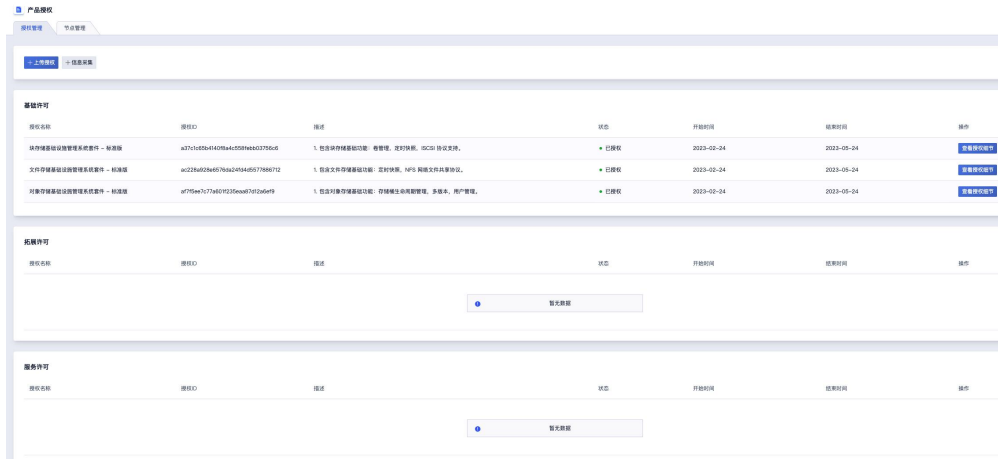 产品授权
授权管理 节点管理
+ 上传授权 + 信息采集
基础许可
授权名称 授权ID 描述 状态 开始时间 结束时间 操作
块存储基础设施管理系统套件 - 标准版 a37c1c65b4140f8a4c558febb03756c6 1. 包含块存储基础功能：卷管理、定时快照、ISCSI 协议支持。 已授权 2023-02-24 2023-05-24 查看授权细节
文件存储基础设施管理系统套件 - 标准版 ac228a928e6576da24fd4d5577886712 1. 包含文件存储基础功能：定时快照、NFS 网络文件共享协议。 已授权 2023-02-24 2023-05-24 查看授权细节
对象存储基础设施管理系统套件 - 标准版 af7f5ee7c77a601f235eaa87d12a6ef9 1. 包含对象存储基础功能：存储桶生命周期管理、多版本、用户管理。 已授权 2023-02-24 2023-05-24 查看授权细节
拓展许可
授权名称 授权ID 描述 状态 开始时间 结束时间 操作
暂无数据
服务许可
授权名称 授权ID 描述 状态 开始时间 结束时间 操作
暂无数据